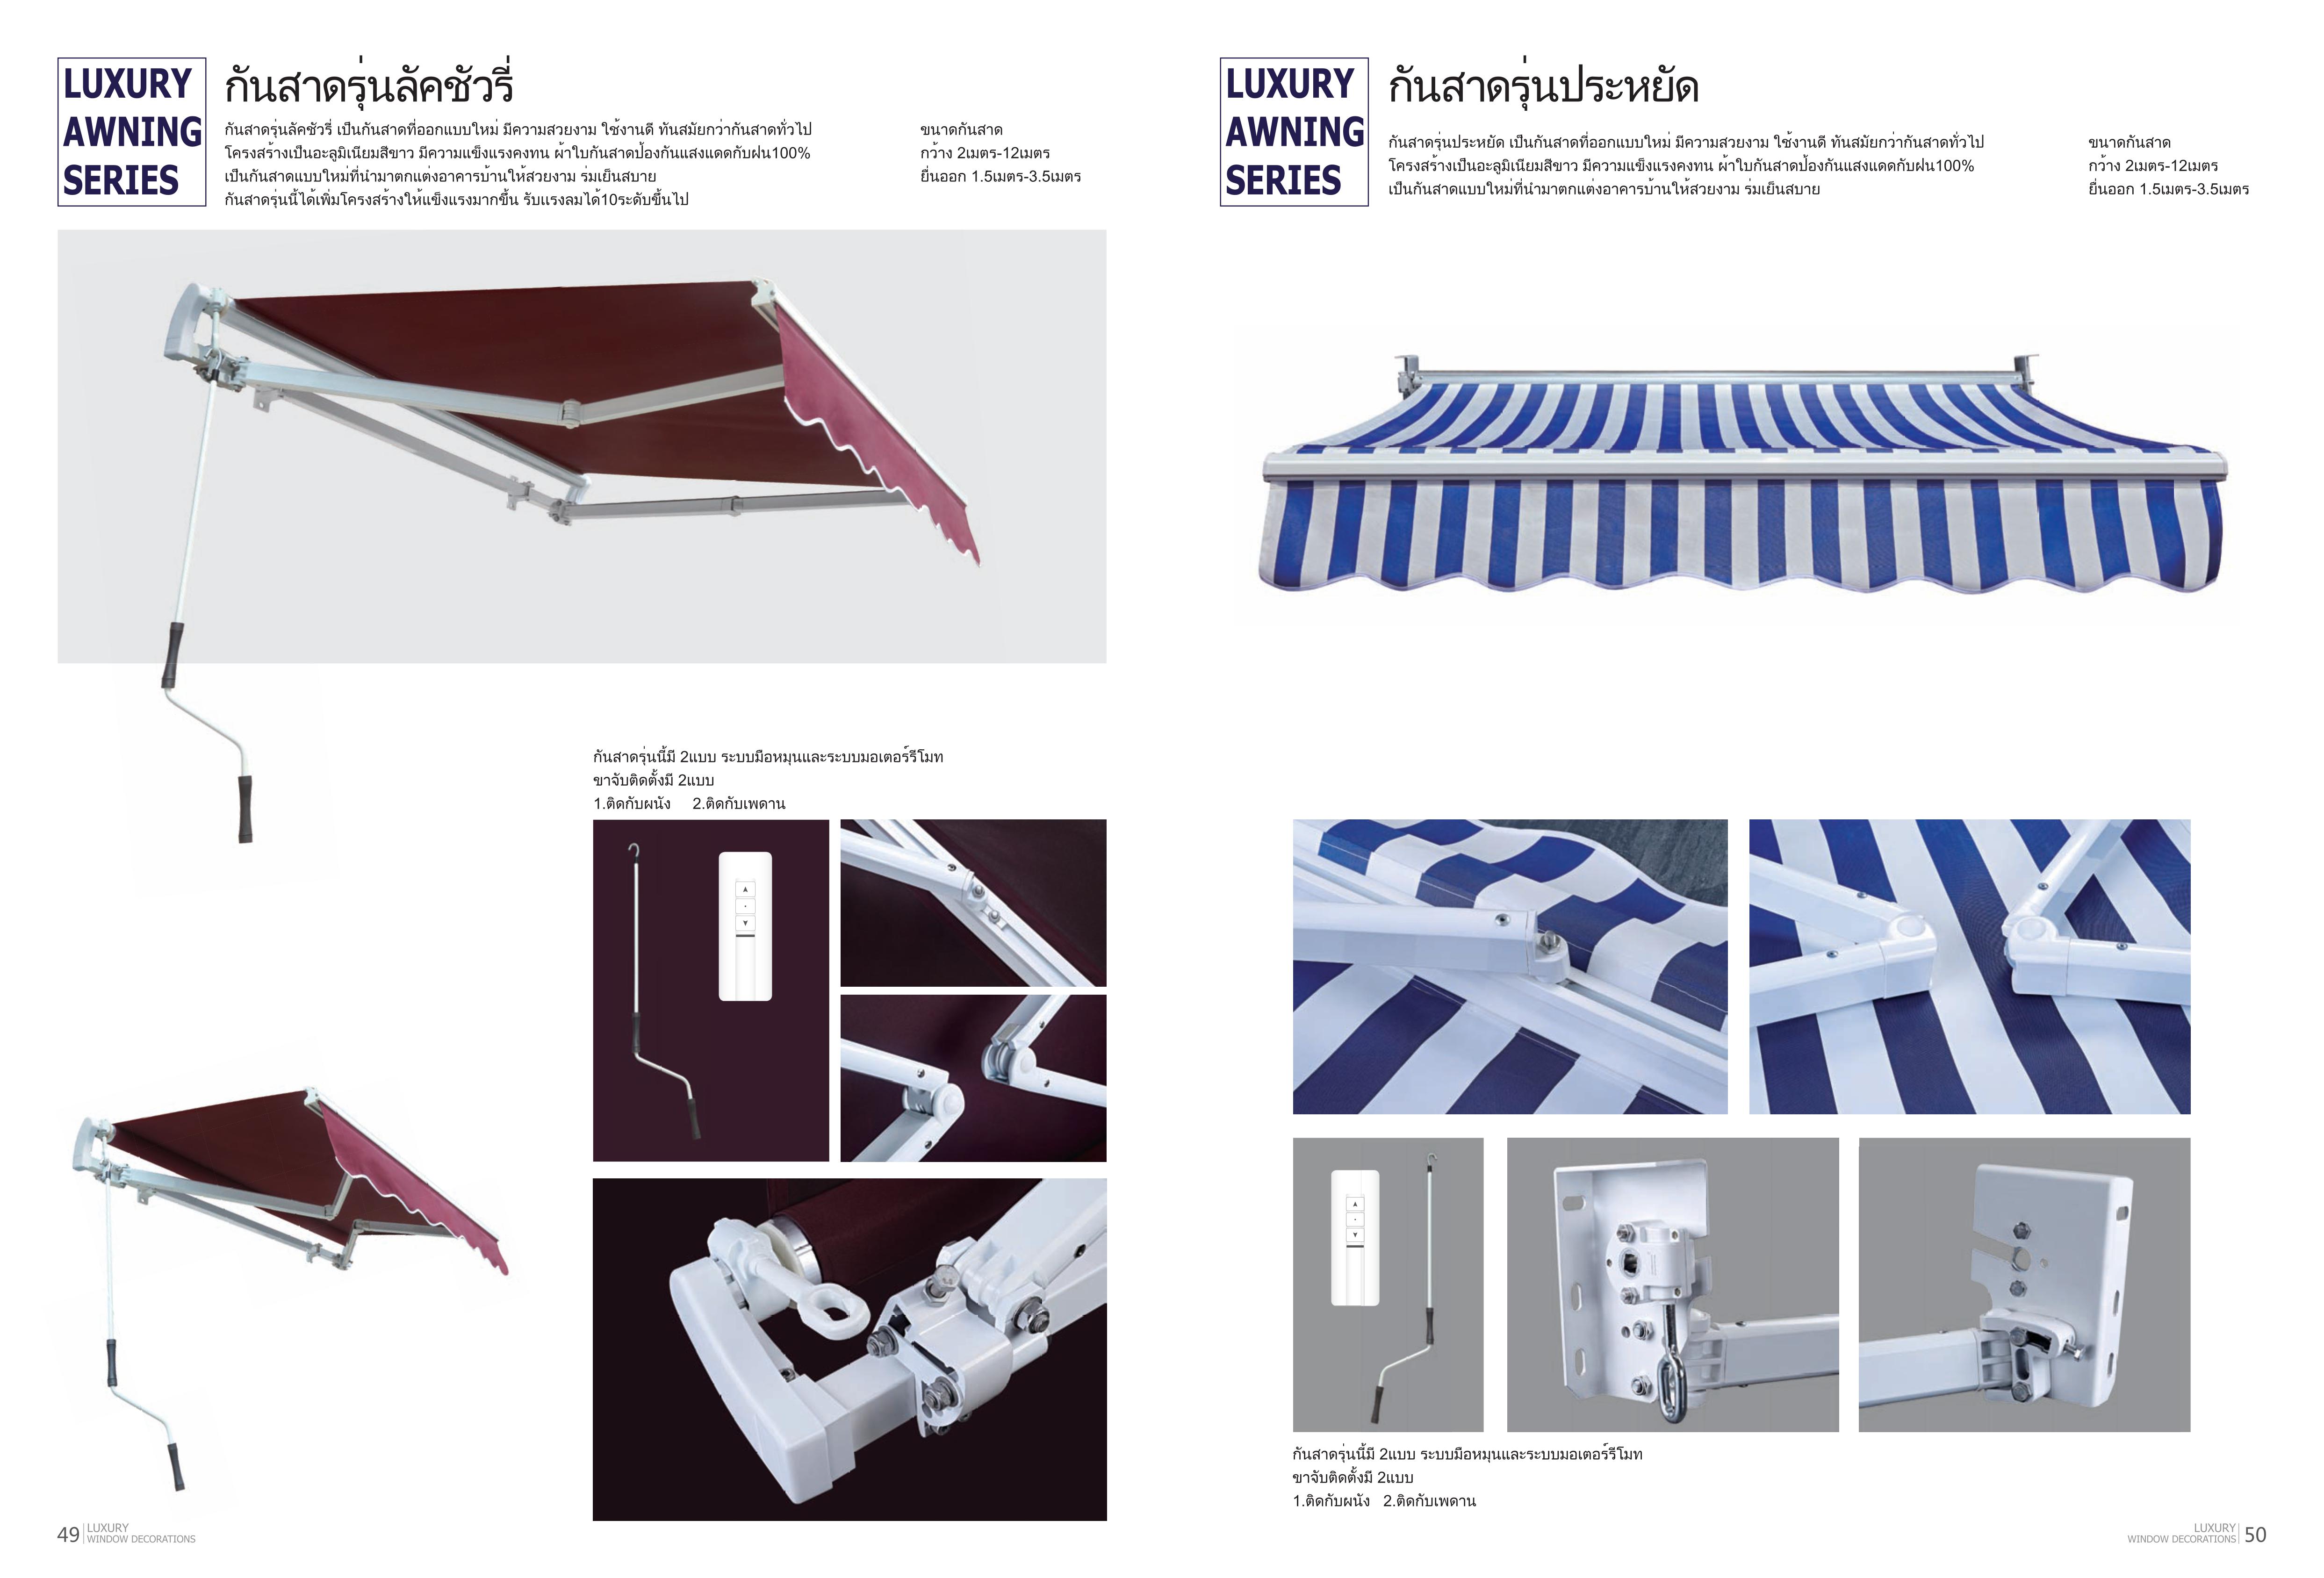 LUXURY
AWNING
SERIES
กันสาดรุ่นลัคชัวรี่
กันสาดรุ่นลัคชัวรี่ เป็นกันสาดที่ออกแบบใหม่ มีความสวยงาม ใช้งานดี ทันสมัยกว่ากันสาดทั่วไป
โครงสร้างเป็นอะลูมิเนียมสีขาว มีความแข็งแรงคงทน ผ้าใบกันสาดป้องกันแสงแดดกับฝน100%
เป็นกันสาดแบบใหม่ที่นำมาตกแต่งอาคารบ้านให้สวยงาม ร่มเย็นสบาย
กันสาดรุ่นนี้ได้เพิ่มโครงสร้างให้แข็งแรงมากขึ้น รับแรงลมได้10ระดับขึ้นไป
ขนาดกันสาด
กว้าง 2เมตร-12เมตร
ยื่นออก 1.5เมตร-3.5เมตร
กันสาดรุ่นนี้มี 2แบบ ระบบมือหมุนและระบบมอเตอร์รีโมท
ขาจับติดตั้งมี 2แบบ
1.ติดกับผนัง 2.ติดกับเพดาน
49 LUXURY
WINDOW DECORATIONS
LUXURY
AWNING
SERIES
กันสาดรุ่นประหยัด
กันสาดรุ่นประหยัด เป็นกันสาดที่ออกแบบใหม่ มีความสวยงาม ใช้งานดี ทันสมัยกว่ากันสาดทั่วไป
โครงสร้างเป็นอะลูมิเนียมสีขาว มีความแข็งแรงคงทน ผ้าใบกันสาดป้องกันแสงแดดกับฝน100%
เป็นกันสาดแบบใหม่ที่นำมาตกแต่งอาคารบ้านให้สวยงาม ร่มเย็นสบาย
ขนาดกันสาด
กว้าง 2เมตร-12เมตร
ยื่นออก 1.5เมตร-3.5เมตร
กันสาดรุ่นนี้มี 2แบบ ระบบมือหมุนและระบบมอเตอร์รีโมท
ขาจับติดตั้งมี 2แบบ
1.ติดกับผนัง 2.ติดกับเพดาน
LUXURY
WINDOW DECORATIONS 50